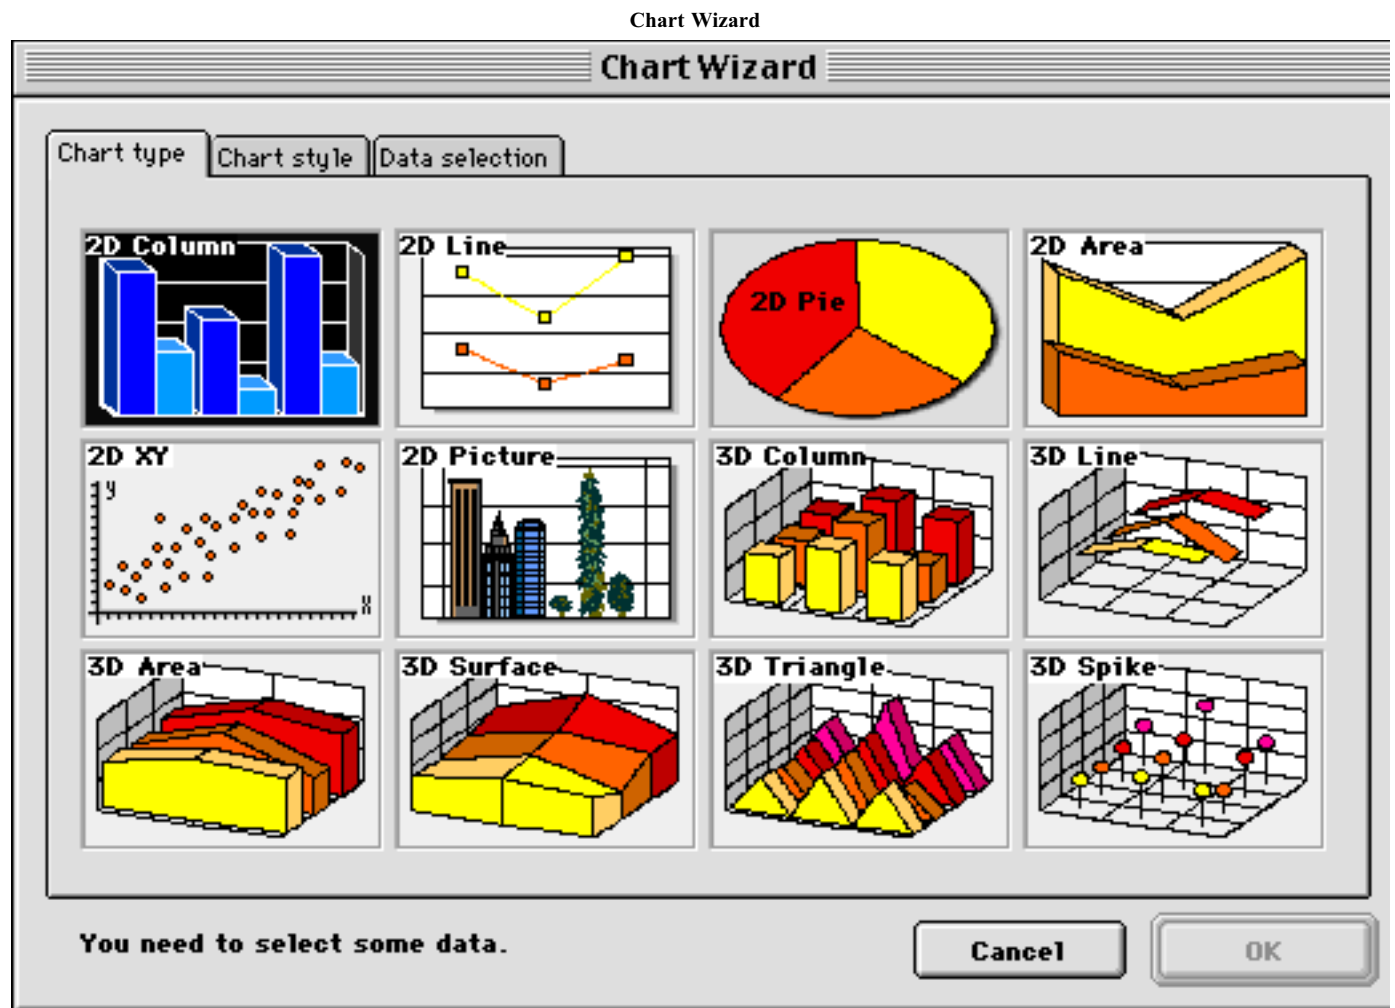 Chart Wizard
Chart Wizard
Chart type
Chart style
Data selection
2D Column
2D Line
2D Pie
2D Area
2D XY
y
x
2D Picture
3D Column
3D Line
3D Area
3D Surface
3D Triangle
3D Spike
You need to select some data.
Cancel
OK